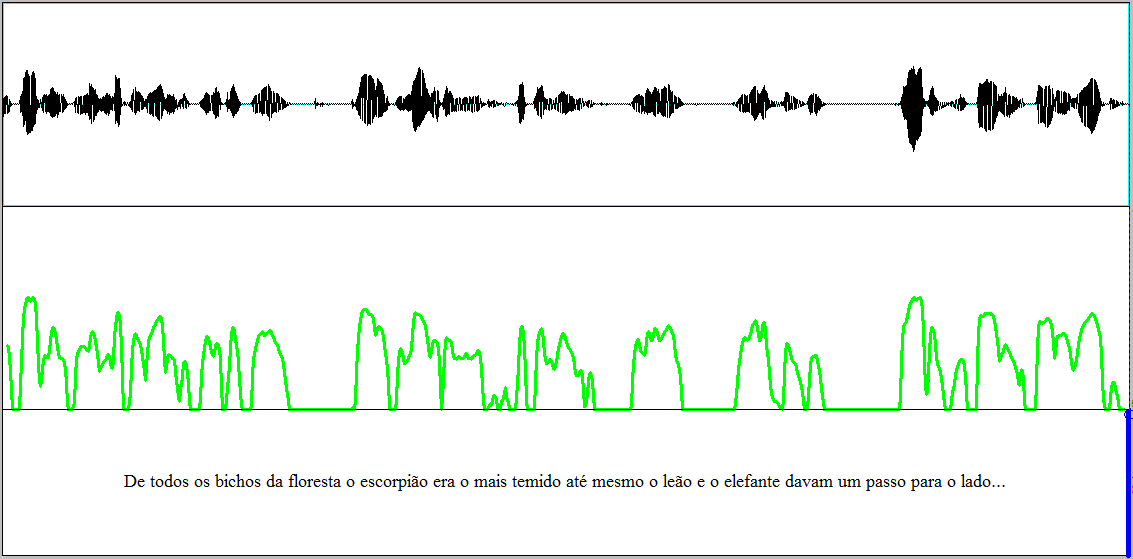 De todos os bichos da floresta o escorpião era o mais temido até mesmo o leão e o elefante davam um passo para o lado...